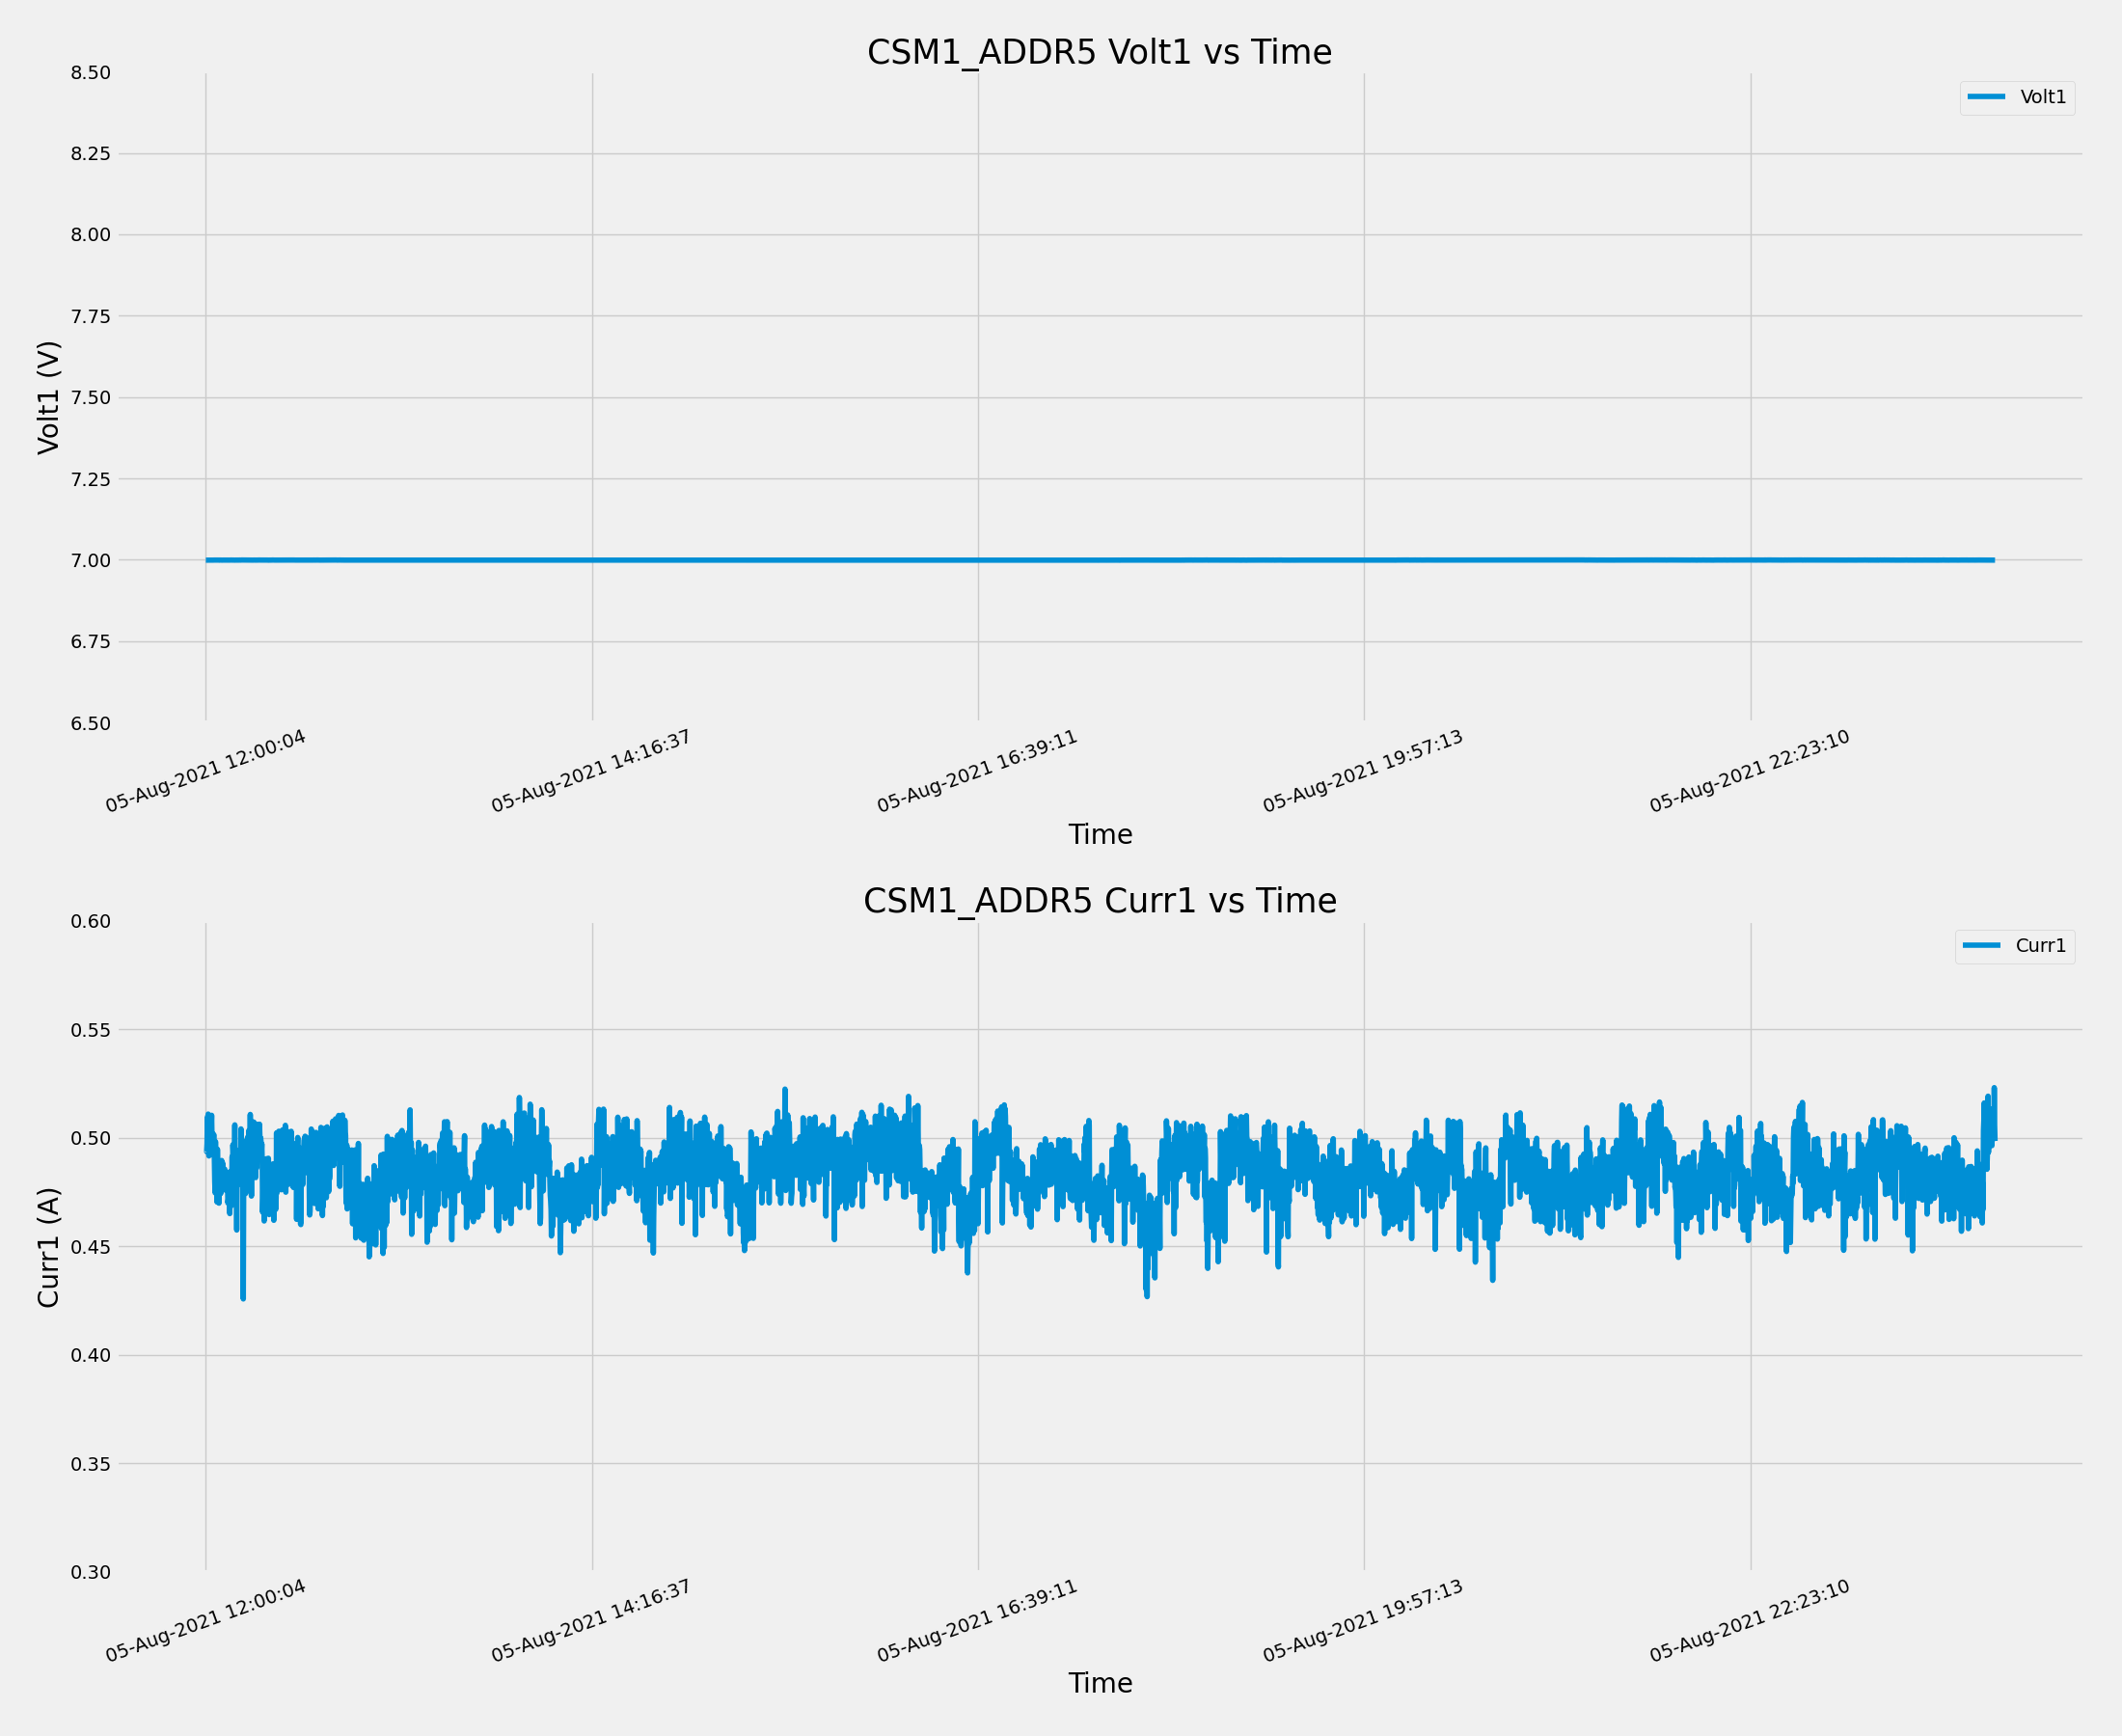 CSM1_ADDR5 Volt1 vs Time
8.50
8.25
8.00
7.75
7.50
7.25
7.00
6.75
6.50
Volt1 (V)
Volt1
05-Aug-2021 12:00:04
05-Aug-2021 14:16:37
05-Aug-2021 16:39:11
05-Aug-2021 19:57:13
05-Aug-2021 22:23:10
Time
CSM1_ADDR5 Curr1 vs Time
0.60
0.55
0.50
0.45
0.40
0.35
0.30
Curr1 (A)
Curr1
05-Aug-2021 12:00:04
05-Aug-2021 14:16:37
05-Aug-2021 16:39:11
05-Aug-2021 19:57:13
05-Aug-2021 22:23:10
Time